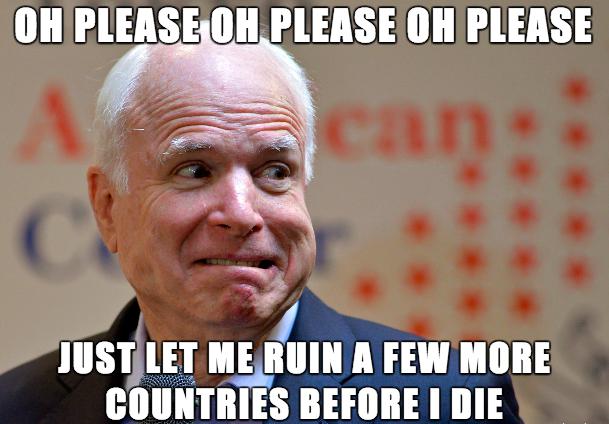 OH PLEASE OH PLEASE OH PLEASE
JUST LET ME RUIN A FEW MORE
COUNTRIES BEFORE I DIE